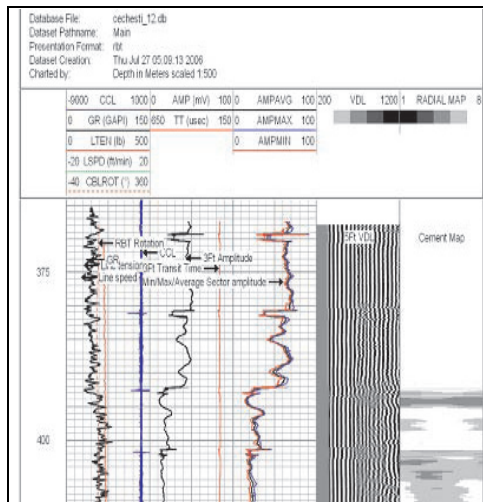 Database File: cechesti_12.db
Dataset Pathname: Main
Presentation Format: rbt
Dataset Creation: Thu Jul 27 05.09.13 2006
Charted by: Depth in Meters scaled 1:500
-9000 CCL 1000 0 AMP (mV) 100 0 AMPAVG 100 200 VDL 1200 1 RADIAL MAP 8
0 GR (GAPI) 150 650 TT (usec) 150 0 AMPMAX 100
0 LTEN (lb) 500 0 AMPMIN 100
-20 LSPD (ft/min) 20
-40 CBLROT (°) 360
RBT Rotation
5Ft VDL
Cement Map
CCL
GR
3Ft Amplitude
375
Transit Time
Line speed
Min/Max/Average Sector amplitude
400